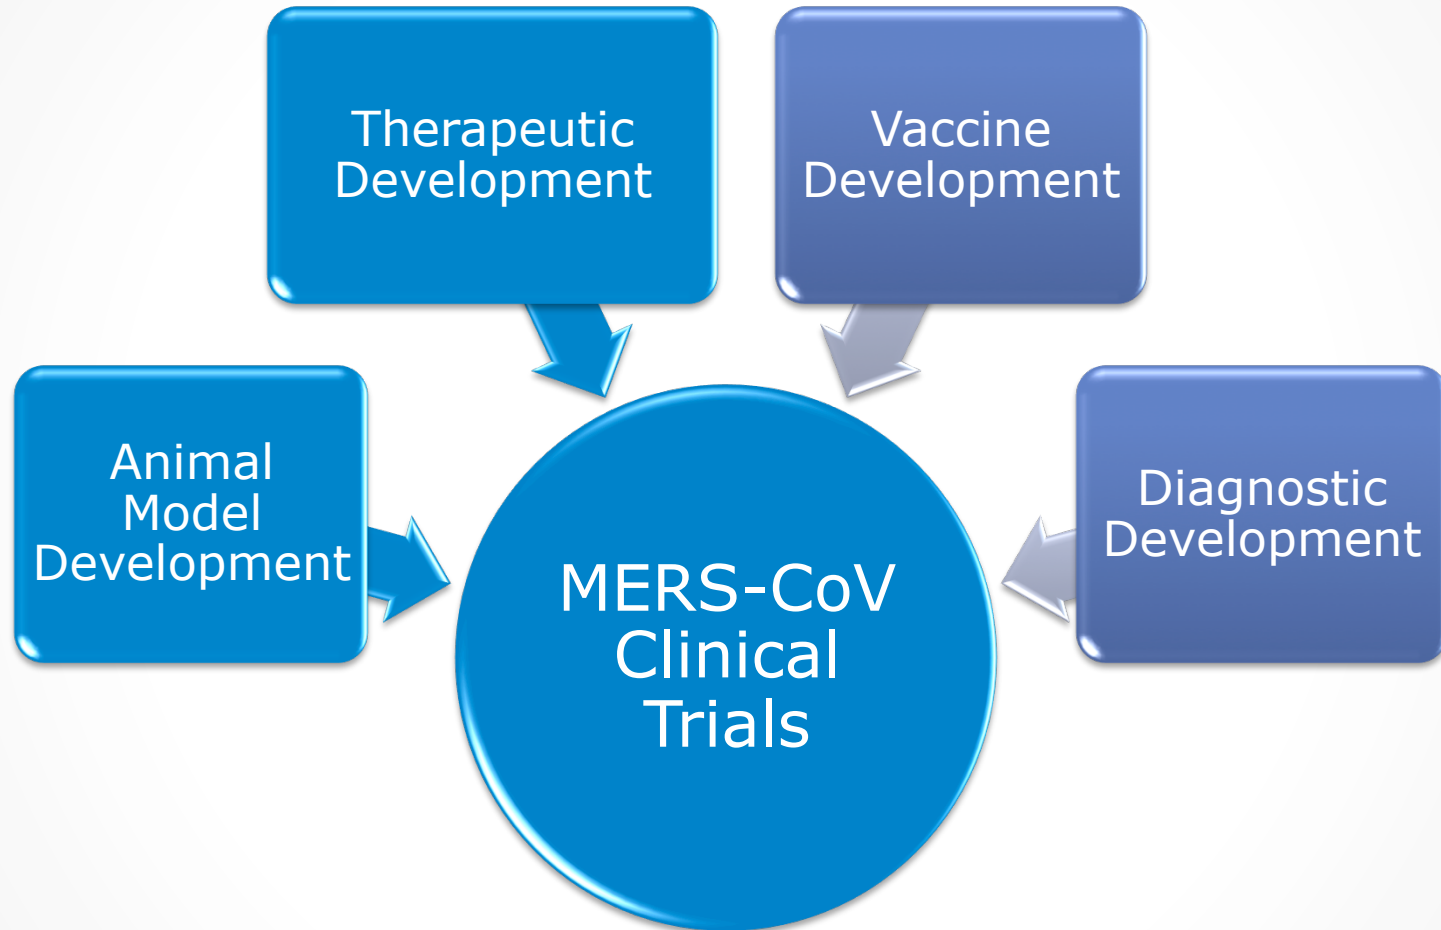 Therapeutic
Development
Vaccine
Development
Animal
Model
Development
Diagnostic
Development
MERS-CoV
Clinical
Trials